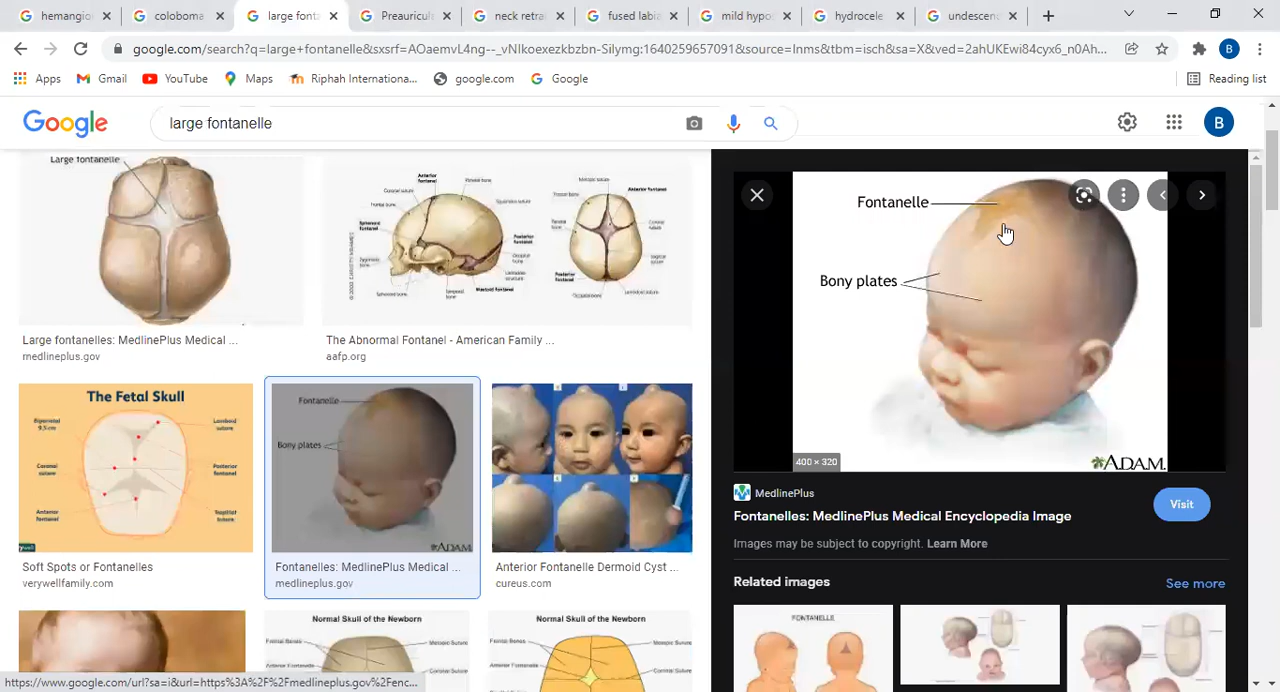 hemangio
coloboma
large fonta
Preauricula
neck retra
fused labia
mild hypos
hydrocele
undescend
google.com/search?q=large+fontanelle&sxsrf=AOaemvL4ng--_vNIkoexezkbzbn-Silymg:1640259657091&source=lnms&tbm=isch&sa=X&ved=2ahUKEwi84cyx6_n0Ah...
B
Apps
Gmail
YouTube
Maps
Riphah Internationa...
google.com
Google
Reading list
Google
large fontanelle
B
Large fontanelle
Large fontanelles: MedlinePlus Medical ...
medlineplus.gov
The Abnormal Fontanel - American Family ...
aafp.org
The Fetal Skull
Soft Spots or Fontanelles
verywellfamily.com
Fontanelle
Bony plates
ADAM.
Fontanelles: MedlinePlus Medical ...
medlineplus.gov
Anterior Fontanelle Dermoid Cyst ...
cureus.com
Normal Skull of the Newborn
Normal Skull of the Newborn
Fontanelle
Bony plates
ADAM.
400 × 320
MedlinePlus
Fontanelles: MedlinePlus Medical Encyclopedia Image
Visit
Images may be subject to copyright. Learn More
Related images
See more
FONTANELLE
https://www.google.com/url?sa=i&url=https%3A%2F%2Fmedlineplus.gov%2Fenc...